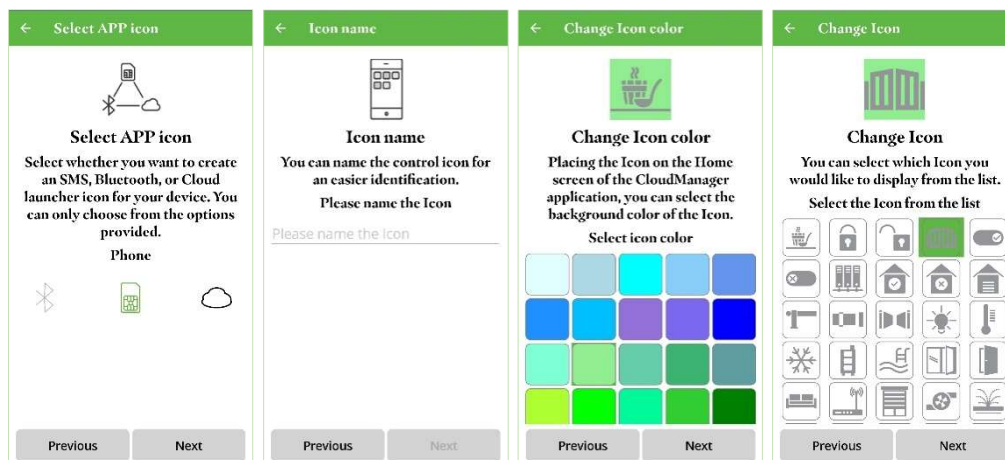 Select APP icon
Select APP icon
Select whether you want to create
an SMS, Bluetooth, or Cloud
launcher icon for your device. You
can only choose from the options
provided.
Phone
Previous
Next
Icon name
Icon name
You can name the control icon for
an easier identification.
Please name the Icon
Please name the Icon
Previous
Next
Change Icon color
Change Icon color
Placing the Icon on the Home
screen of the CloudManager
application, you can select the
background color of the Icon.
Select icon color
Previous
Next
Change Icon
Change Icon
You can select which Icon you
would like to display from the list.
Select the Icon from the list
Previous
Next